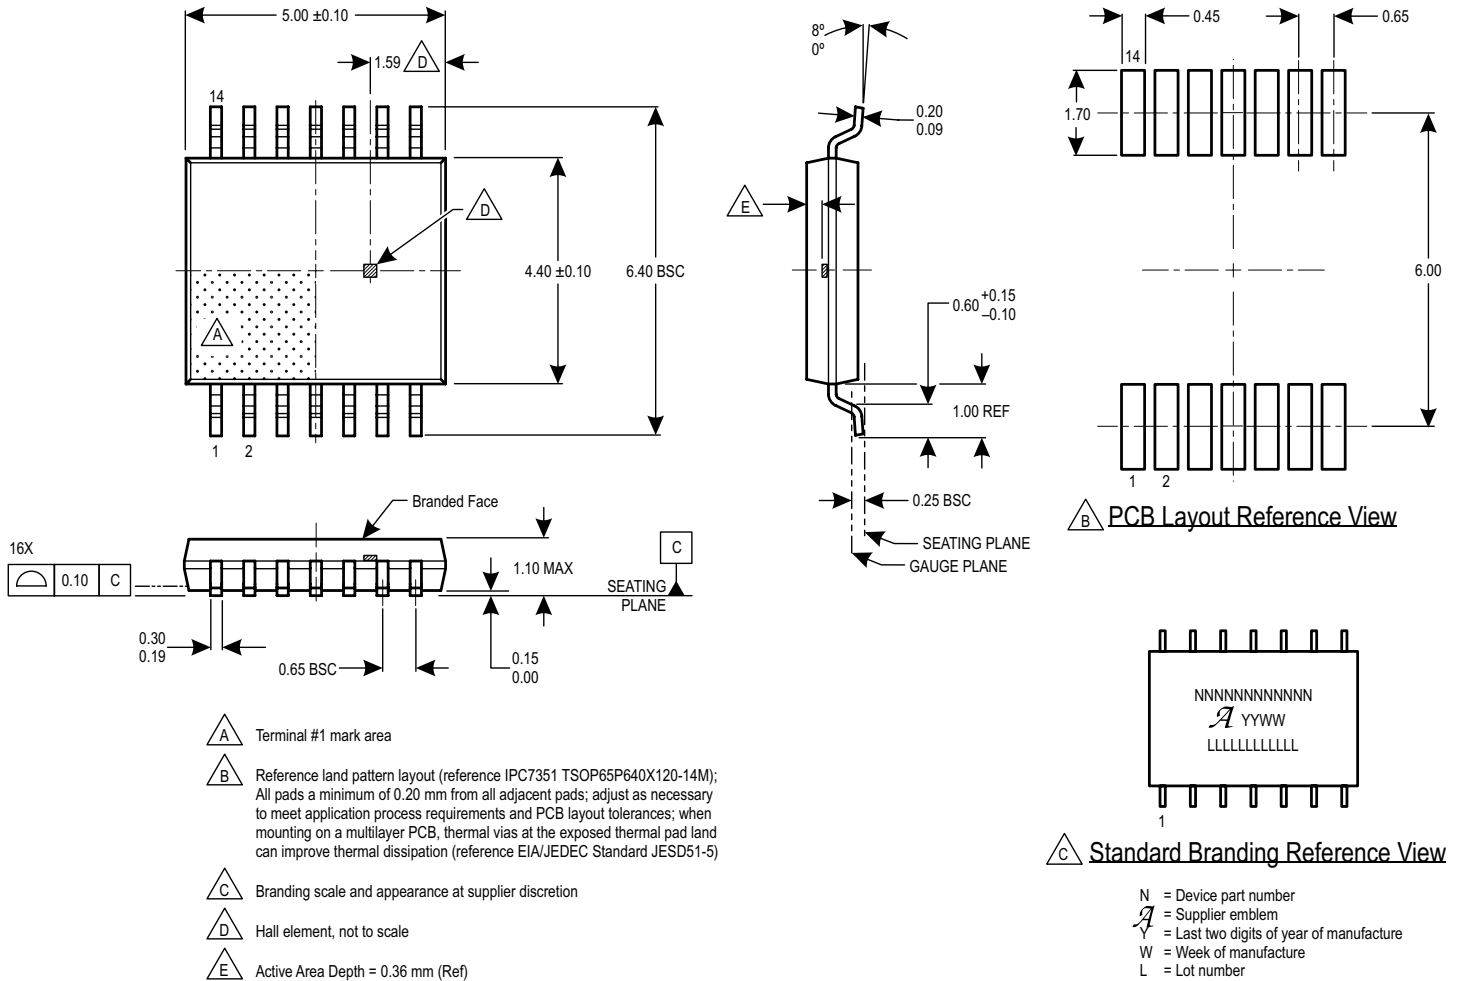 5.00 ±0.10
1.59 D
14
D
4.40 ±0.10
6.40 BSC
A
1 2
8º
0º
0.20
0.09
E
0.60 +0.15
–0.10
1.00 REF
0.25 BSC
SEATING PLANE
GAUGE PLANE
0.45
0.65
14
1.70
6.00
1 2
B PCB Layout Reference View
Branded Face
16X
0.10 C
1.10 MAX
C
SEATING
PLANE
0.30
0.19
0.65 BSC
0.15
0.00
NNNNNNNNNNNN
A YYWW
LLLLLLLLLLLL
1
C Standard Branding Reference View
N = Device part number
A = Supplier emblem
Y = Last two digits of year of manufacture
W = Week of manufacture
L = Lot number
A Terminal #1 mark area
B Reference land pattern layout (reference IPC7351 TSOP65P640X120-14M);
All pads a minimum of 0.20 mm from all adjacent pads; adjust as necessary
to meet application process requirements and PCB layout tolerances; when
mounting on a multilayer PCB, thermal vias at the exposed thermal pad land
can improve thermal dissipation (reference EIA/JEDEC Standard JESD51-5)
C Branding scale and appearance at supplier discretion
D Hall element, not to scale
E Active Area Depth = 0.36 mm (Ref)